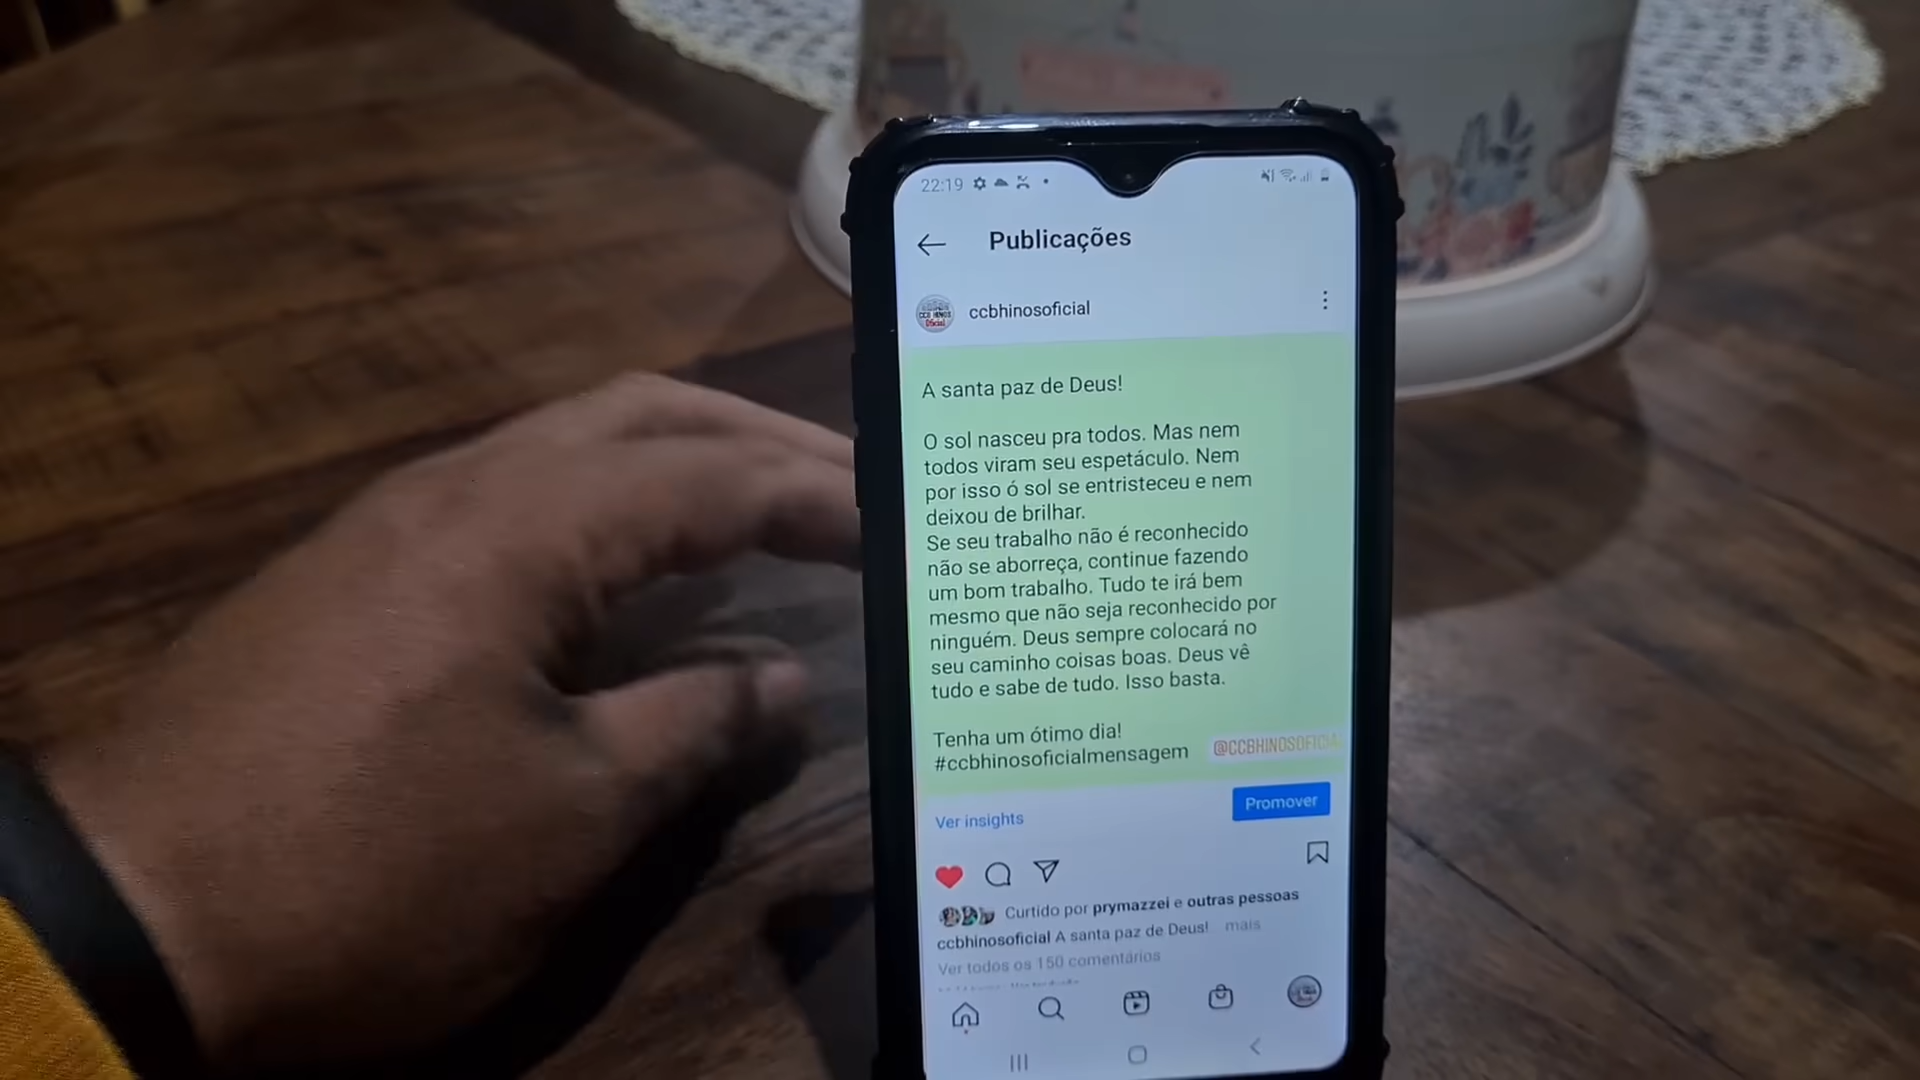 22:19
Publicações
CCB HINOS
Oficial
ccbhinosoficial
A santa paz de Deus!
O sol nasceu pra todos. Mas nem
todos viram seu espetáculo. Nem
por isso ó sol se entristeceu e nem
deixou de brilhar.
Se seu trabalho não é reconhecido
não se aborreça, continue fazendo
um bom trabalho. Tudo te irá bem
mesmo que não seja reconhecido por
ninguém. Deus sempre colocará no
seu caminho coisas boas. Deus vê
tudo e sabe de tudo. Isso basta.
Tenha um ótimo dia!
#ccbhinosoficialmensagem
@CCBHINOSOFICIAL
Ver insights
Promover
Curtido por prymazzei e outras pessoas
ccbhinosoficial A santa paz de Deus! mais
Ver todos os 150 comentários